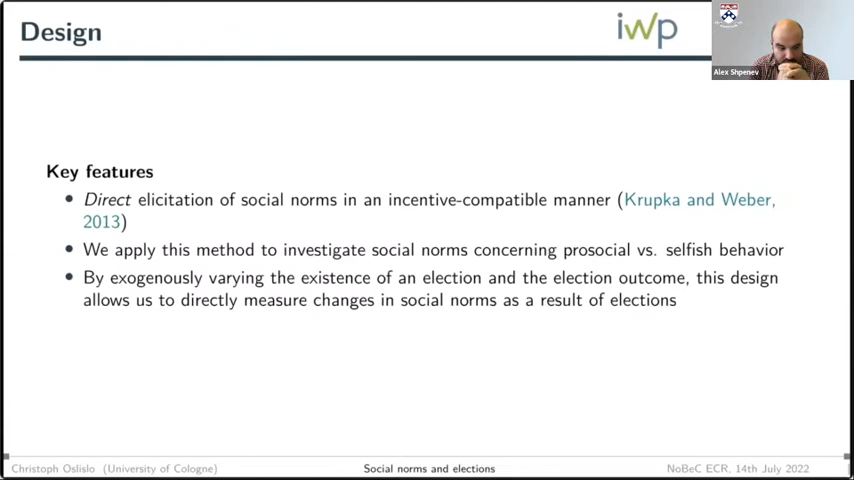 Design
iwp
Alex Shpenev
Key features
• Direct elicitation of social norms in an incentive-compatible manner (Krupka and Weber,
2013)
• We apply this method to investigate social norms concerning prosocial vs. selfish behavior
• By exogenously varying the existence of an election and the election outcome, this design
allows us to directly measure changes in social norms as a result of elections
Christoph Oslislo (University of Cologne)
Social norms and elections
NoBeC ECR, 14th July 2022